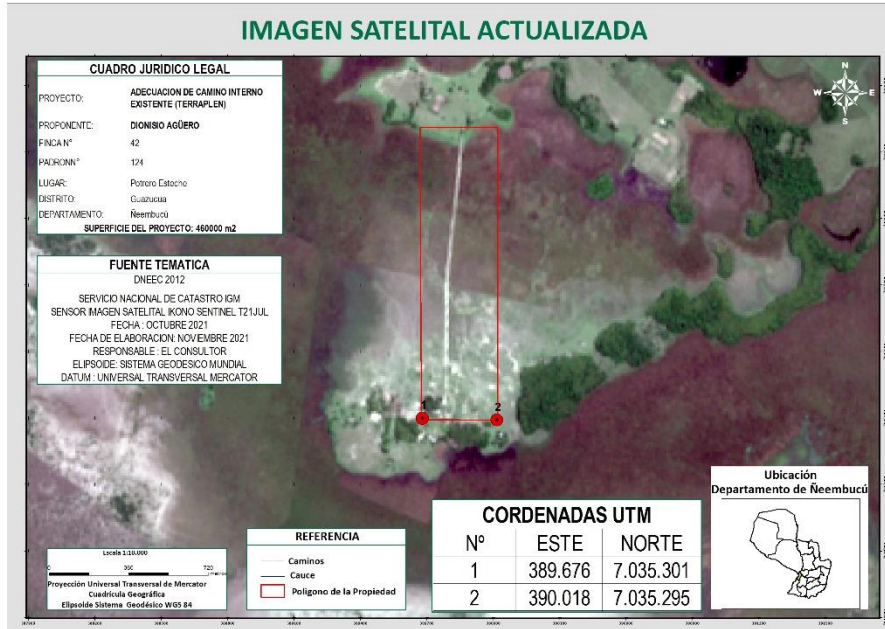 IMAGEN SATELITAL ACTUALIZADA
CUADRO JURIDICO LEGAL
PROYECTO: ADECUACION DE CAMINO INTERNO EXISTENTE (TERRAPLEN)
PROPONENTE: DIONISIO AGÜERO
FINCA Nº 42
PADRONNº 124
LUGAR: Potrero Esteche
DISTRITO: Guazucua
DEPARTAMENTO: Ñeembucú
SUPERFICIE DEL PROYECTO: 460000 m2
FUENTE TEMATICA
DNEEC 2012
SERVICIO NACIONAL DE CATASTRO IGM
SENSOR IMAGEN SATELITAL IKONO SENTINEL T21JUL
FECHA : OCTUBRE 2021
FECHA DE ELABORACION: NOVIEMBRE 2021
RESPONSABLE : EL CONSULTOR
ELIPSOIDE: SISTEMA GEODESICO MUNDIAL
DATUM : UNIVERSAL TRANSVERSAL MERCATOR
N
W E
S
1 2
Escala 1:10.000
0 360 720
Proyección Universal Transversal de Mercator
Cuadrícula Geográfica
Elipsoide Sistema Geodésico WGS 84
REFERENCIA
Caminos
Cauce
Poligono de la Propiedad
CORDENADAS UTM
Nº ESTE NORTE
1 389.676 7.035.301
2 390.018 7.035.295
Ubicación
Departamento de Ñeembucú